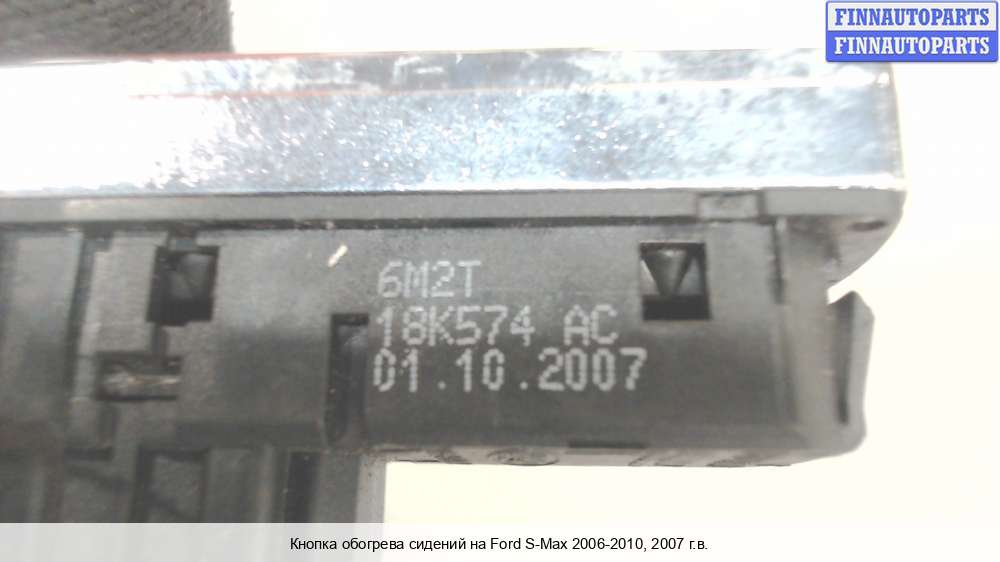 FINNAUTOPARTS
FINNAUTOPARTS
6M2T
18K574 AC
01.10.2007
Кнопка обогрева сидений на Ford S-Max 2006-2010, 2007 г.в.